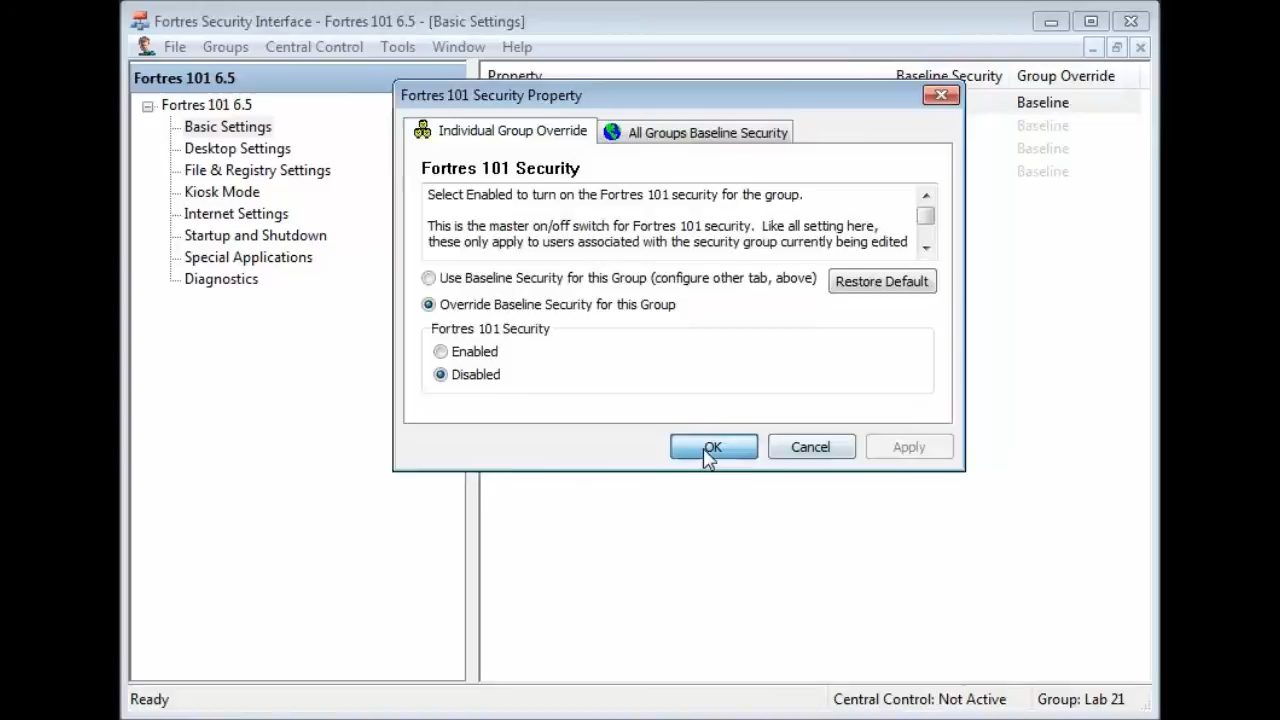 Fortres Security Interface - Fortres 101 6.5 - [Basic Settings]
File Groups Central Control Tools Window Help
Fortres 101 6.5
Property Baseline Security Group Override
Fortres 101 6.5
Basic Settings
Desktop Settings
File & Registry Settings
Kiosk Mode
Internet Settings
Startup and Shutdown
Special Applications
Diagnostics
Baseline
Baseline
Baseline
Baseline
Fortres 101 Security Property
Individual Group Override All Groups Baseline Security
Fortres 101 Security
Select Enabled to turn on the Fortres 101 security for the group.
This is the master on/off switch for Fortres 101 security. Like all setting here,
these only apply to users associated with the security group currently being edited
Use Baseline Security for this Group (configure other tab, above) Restore Default
Override Baseline Security for this Group
Fortres 101 Security
Enabled
Disabled
OK Cancel Apply
Ready Central Control: Not Active Group: Lab 21